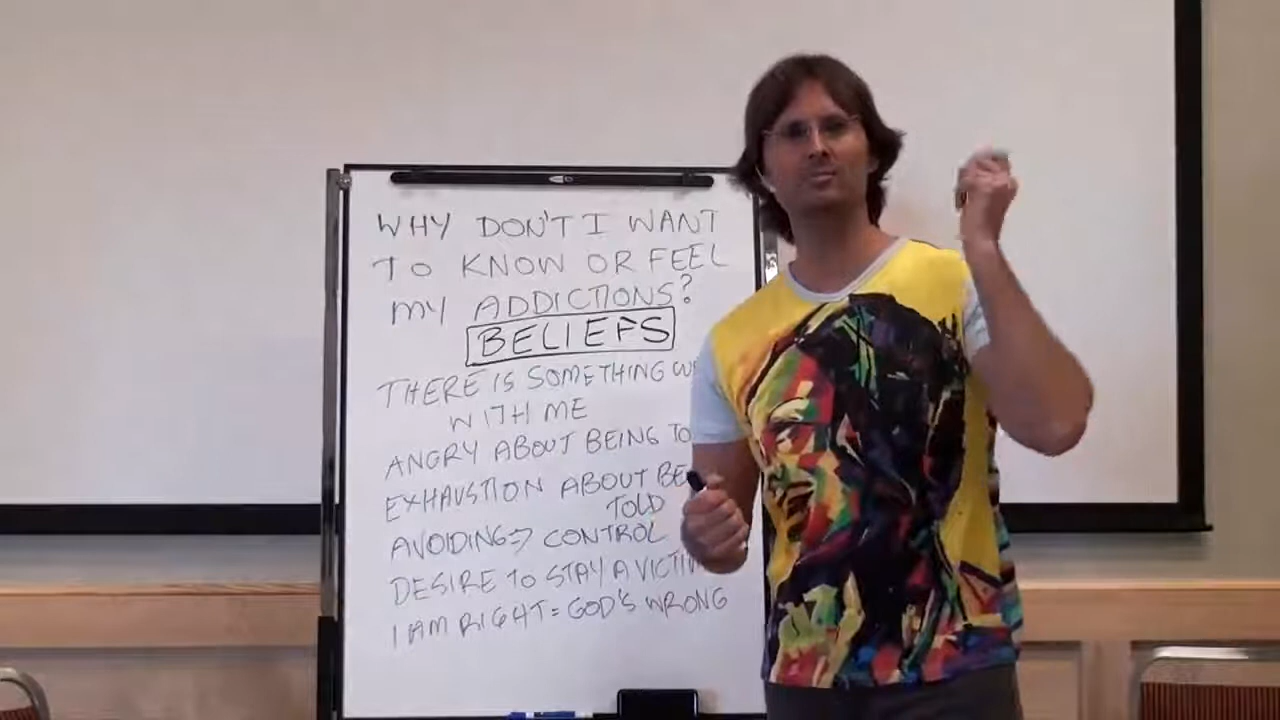 WHY DON'T I WANT
TO KNOW OR FEEL
MY ADDICTIONS?
BELIEFS
THERE IS SOMETHING
WITH ME
ANGRY ABOUT BEING
EXHAUSTION ABOUT
TOLD
AVOIDING => CONTROL
DESIRE TO STAY A
I AM RIGHT = GOD'S WRONG